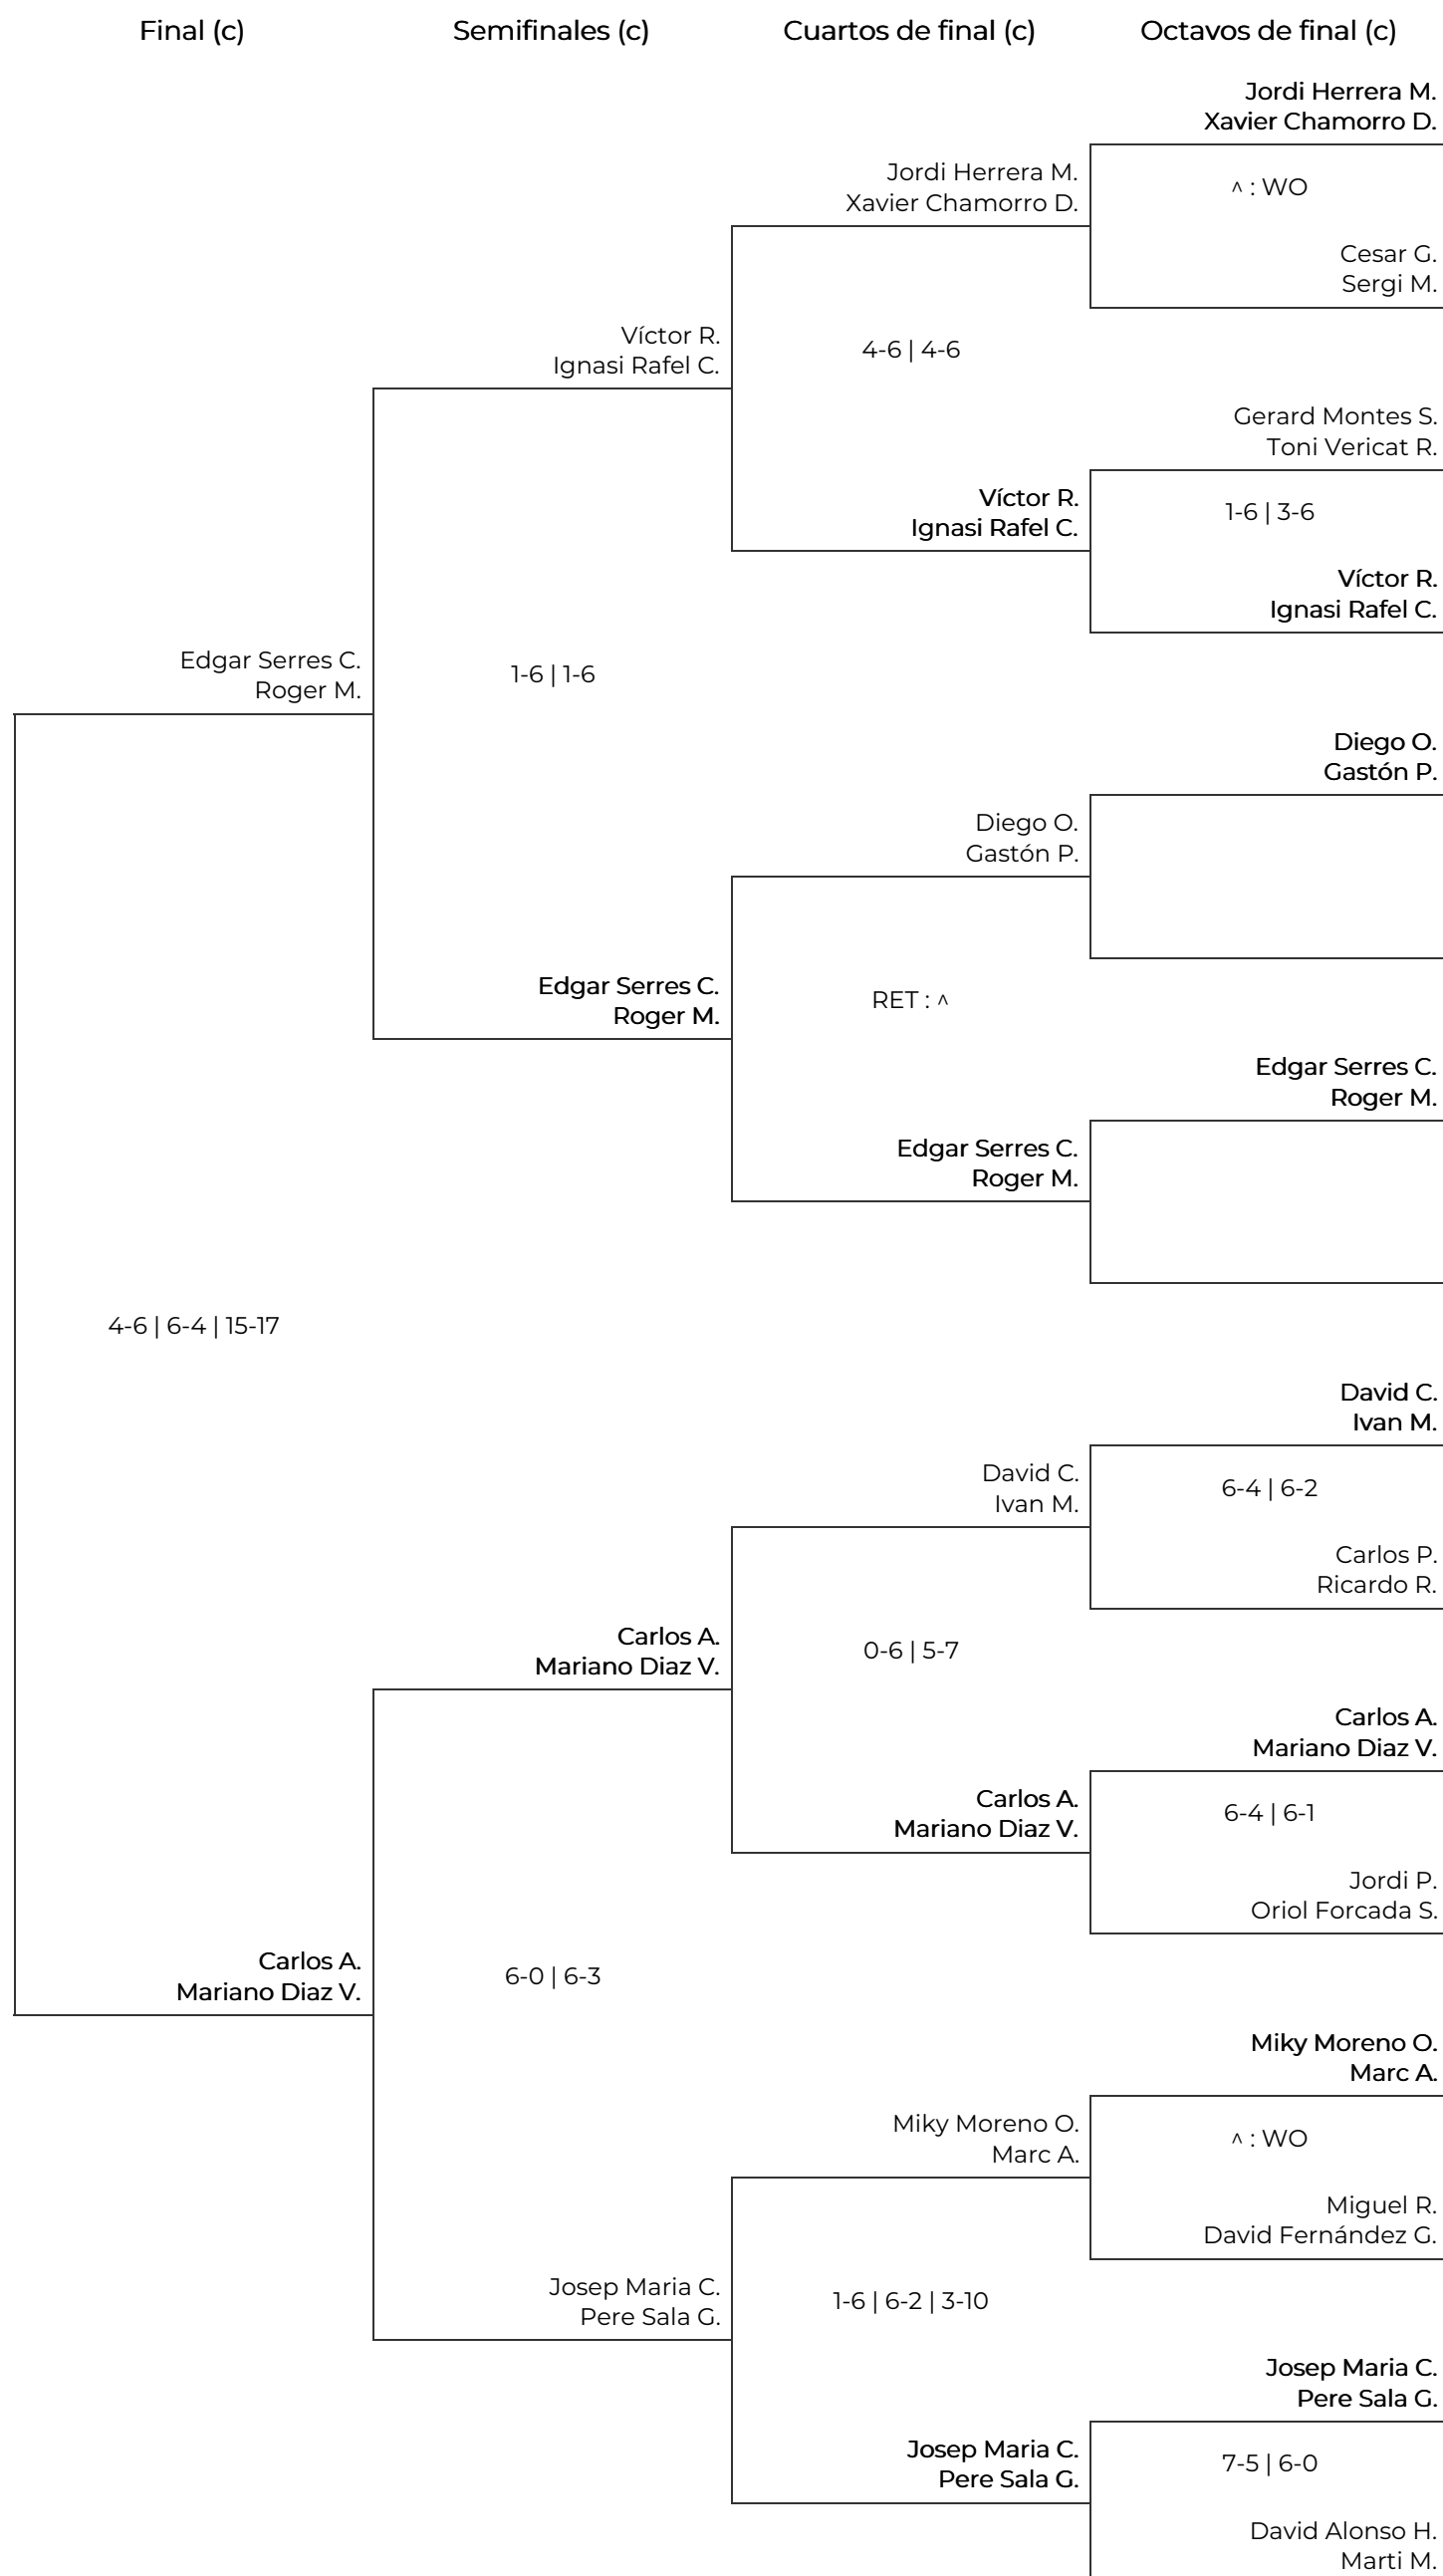 Final (c)
Semifinales (c)
Cuartos de final (c)
Octavos de final (c)
Jordi Herrera M.
Xavier Chamorro D.
Jordi Herrera M.
Xavier Chamorro D.
^ : WO
Cesar G.
Sergi M.
Víctor R.
Ignasi Rafel C.
4-6 | 4-6
Gerard Montes S.
Toni Vericat R.
Víctor R.
Ignasi Rafel C.
1-6 | 3-6
Víctor R.
Ignasi Rafel C.
Edgar Serres C.
Roger M.
1-6 | 1-6
Diego O.
Gastón P.
Diego O.
Gastón P.
Edgar Serres C.
Roger M.
RET : ^
Edgar Serres C.
Roger M.
Edgar Serres C.
Roger M.
4-6 | 6-4 | 15-17
David C.
Ivan M.
David C.
Ivan M.
6-4 | 6-2
Carlos P.
Ricardo R.
Carlos A.
Mariano Diaz V.
0-6 | 5-7
Carlos A.
Mariano Diaz V.
Carlos A.
Mariano Diaz V.
6-4 | 6-1
Jordi P.
Oriol Forcada S.
Carlos A.
Mariano Diaz V.
6-0 | 6-3
Miky Moreno O.
Marc A.
Miky Moreno O.
Marc A.
^ : WO
Miguel R.
David Fernández G.
Josep Maria C.
Pere Sala G.
1-6 | 6-2 | 3-10
Josep Maria C.
Pere Sala G.
Josep Maria C.
Pere Sala G.
7-5 | 6-0
David Alonso H.
Marti M.